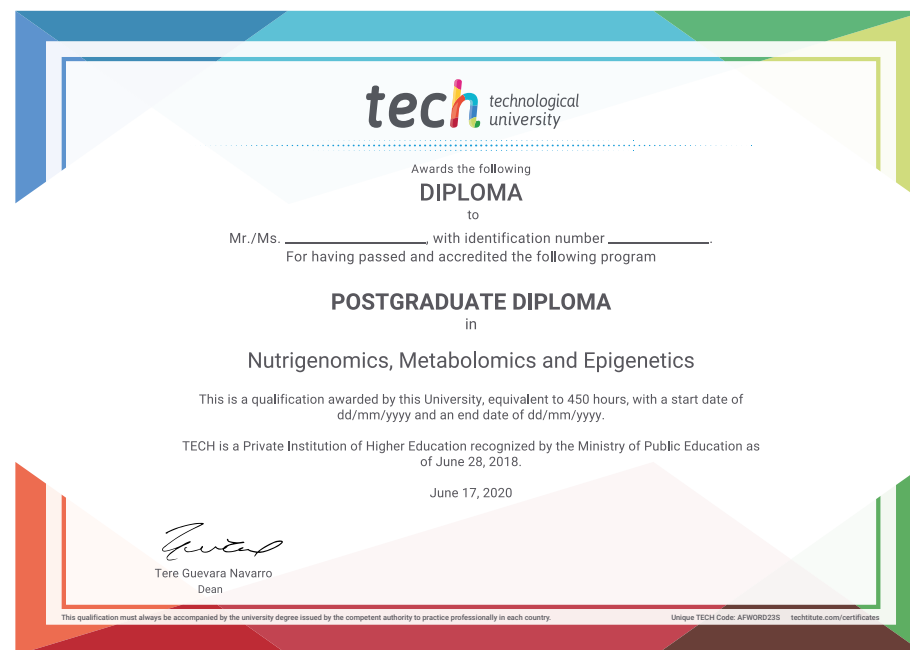 tech technological
university
Awards the following
DIPLOMA
to
Mr./Ms. ________________, with identification number ____________.
For having passed and accredited the following program
POSTGRADUATE DIPLOMA
in
Nutrigenomics, Metabolomics and Epigenetics
This is a qualification awarded by this University, equivalent to 450 hours, with a start date of
dd/mm/yyyy and an end date of dd/mm/yyyy.
TECH is a Private Institution of Higher Education recognized by the Ministry of Public Education as
of June 28, 2018.
June 17, 2020
Tere Guevara Navarro
Dean
This qualification must always be accompanied by the university degree issued by the competent authority to practice professionally in each country.
Unique TECH Code: AFWORD23S techtitute.com/certificates